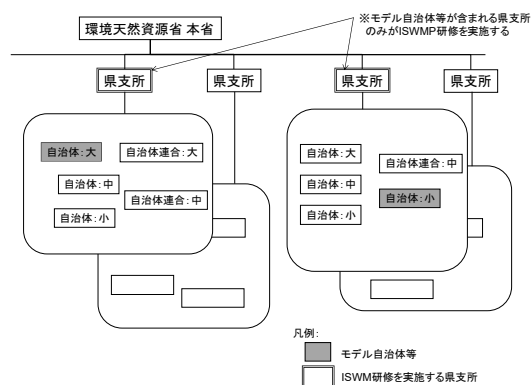 環境天然資源省 本省
※モデル自治体等が含まれる県支所
のみがISWMP研修を実施する
県支所
県支所
県支所
県支所
自治体:大
自治体連合:大
自治体:中
自治体連合:中
自治体:小
自治体:大
自治体連合:中
自治体:中
自治体:小
自治体:小
凡例:
モデル自治体等
ISWM研修を実施する県支所